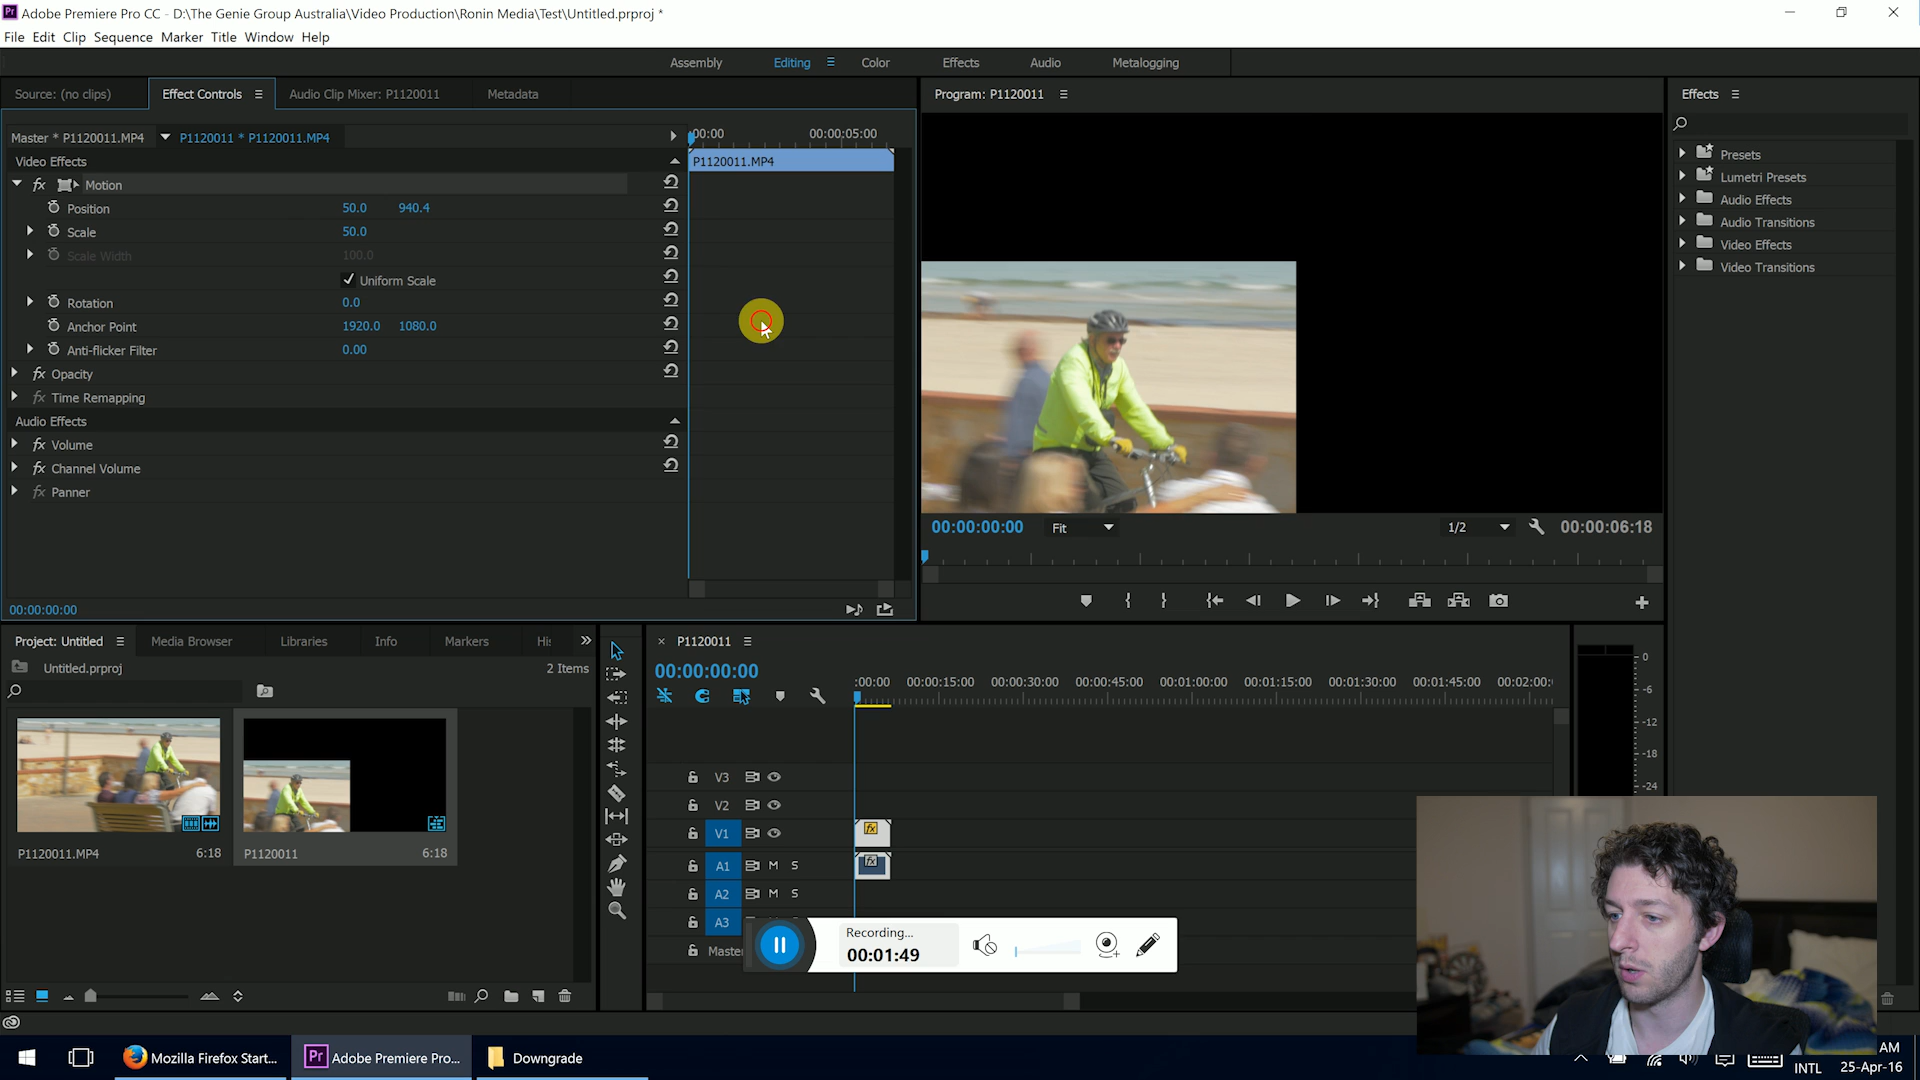 Adobe Premiere Pro CC - D:\The Genie Group Australia\Video Production\Ronin Media\Test\Untitled.prproj *
File Edit Clip Sequence Marker Title Window Help
Assembly Editing Color Effects Audio Metalogging
Source: (no clips) Effect Controls Audio Clip Mixer: P1120011 Metadata
Program: P1120011
Effects
Master * P1120011.MP4 P1120011 * P1120011.MP4
:00:00 00:00:05:00
Video Effects
P1120011.MP4
fx Motion
Position 50.0 940.4
Scale 50.0
Scale Width 100.0
Uniform Scale
Rotation 0.0
Anchor Point 1920.0 1080.0
Anti-flicker Filter 0.00
fx Opacity
fx Time Remapping
Audio Effects
fx Volume
fx Channel Volume
fx Panner
00:00:00:00
Presets
Lumetri Presets
Audio Effects
Audio Transitions
Video Effects
Video Transitions
00:00:00:00 Fit 1/2 00:00:06:18
Project: Untitled Media Browser Libraries Info Markers His
Untitled.prproj 2 Items
P1120011.MP4 6:18
P1120011 6:18
P1120011
00:00:00:00
:00:00 00:00:15:00 00:00:30:00 00:00:45:00 00:01:00:00 00:01:15:00 00:01:30:00 00:01:45:00 00:02:00:
V3
V2
V1 fx
A1 M S fx
A2 M S
A3
Master
0
-6
-12
-18
-24
Recording...
00:01:49
Mozilla Firefox Start... Pr Adobe Premiere Pro... Downgrade
INTL
AM
25-Apr-16